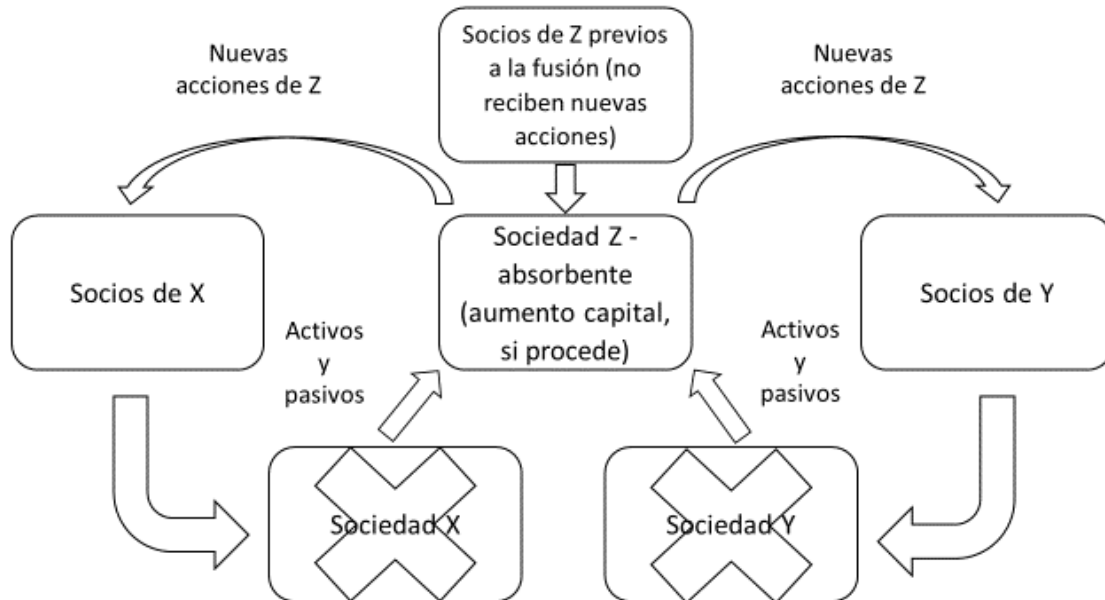 Nuevas
acciones de Z
Socios de Z previos
a la fusión (no
reciben nuevas
acciones)
Nuevas
acciones de Z
Socios de X
Sociedad Z -
absorbente
(aumento capital,
si procede)
Socios de Y
Activos
y
pasivos
Activos
y
pasivos
Sociedad X
Sociedad Y